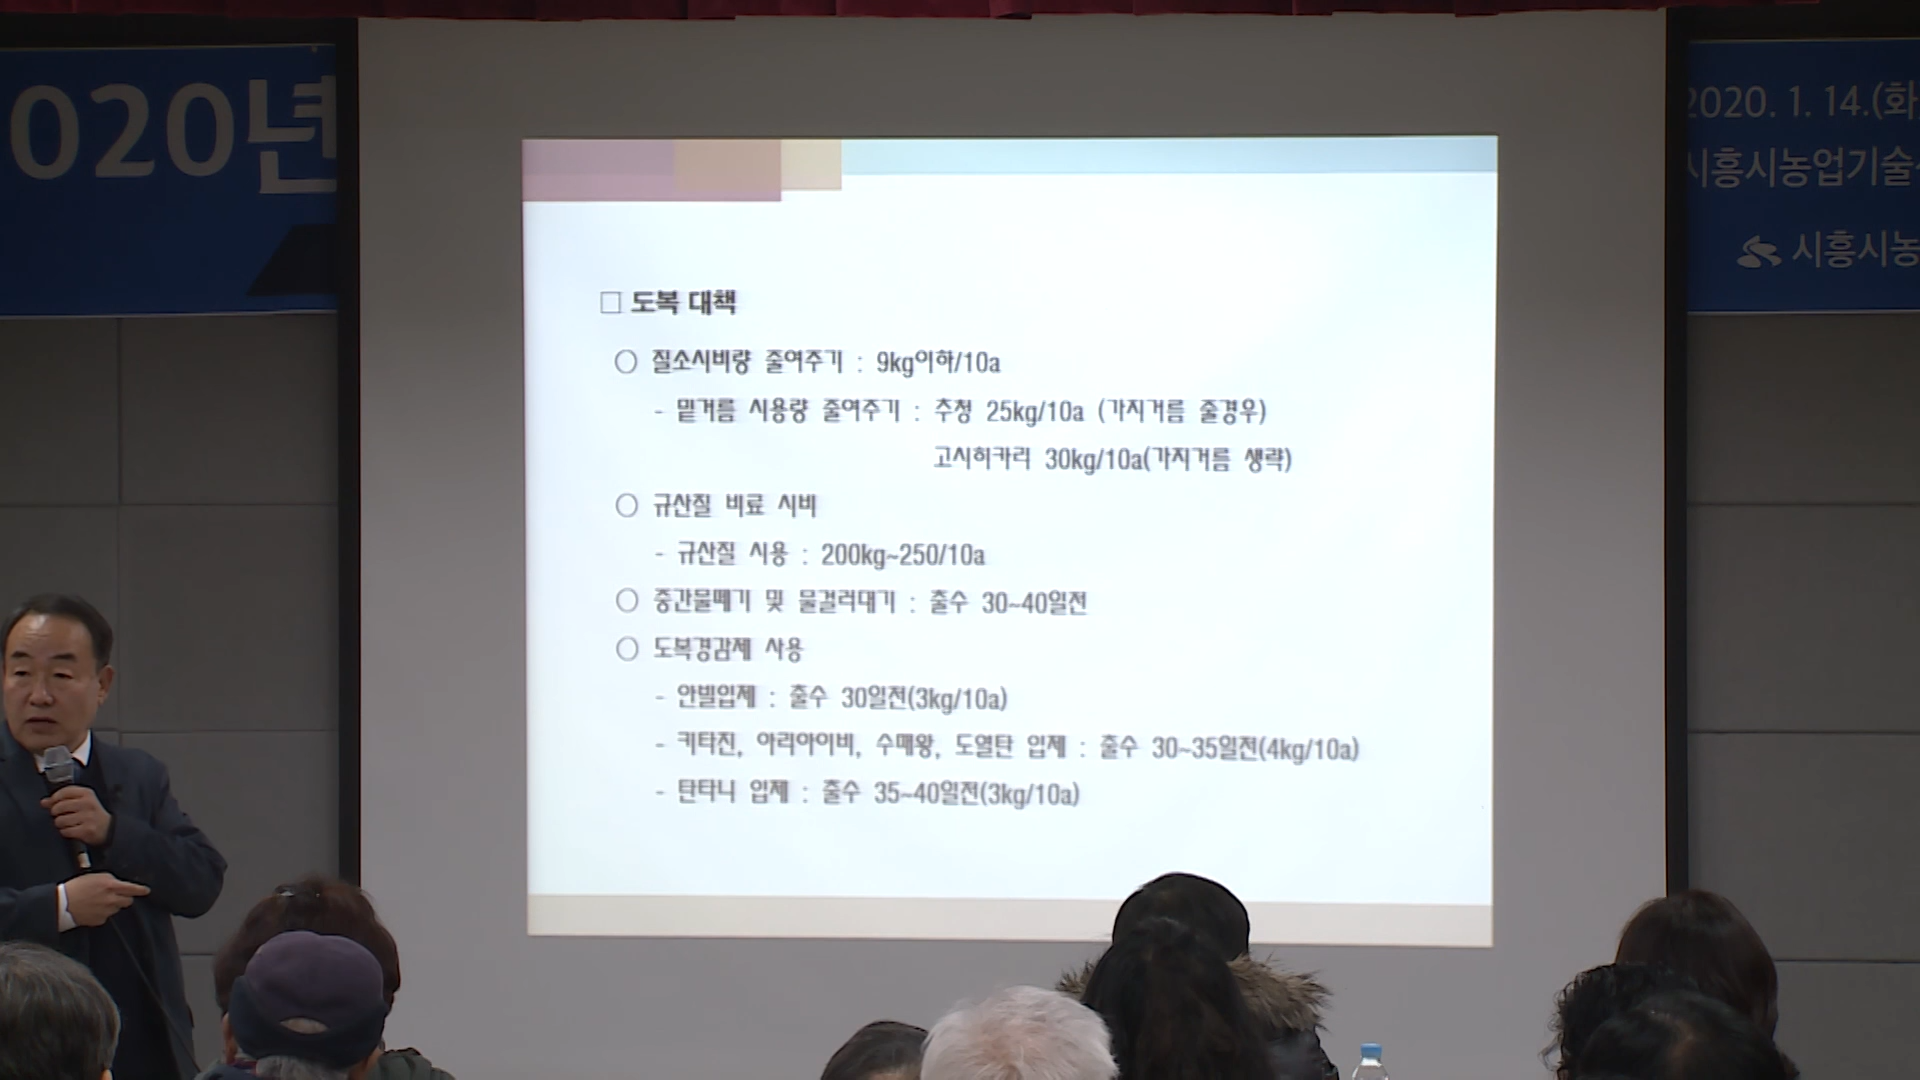 2020년
2020. 1. 14.(화
시흥시농업기술
시흥시농
□ 도복 대책
○ 질소시비량 줄여주기 : 9kg이하/10a
- 밑거름 시용량 줄여주기 : 추청 25kg/10a (가지거름 줄경우)
고시히카리 30kg/10a(가지거름 생략)
○ 규산질 비료 시비
- 규산질 시용 : 200kg~250/10a
○ 중간물떼기 및 물걸러대기 : 출수 30~40일전
○ 도복경감제 사용
- 안빌입제 : 출수 30일전(3kg/10a)
- 키타진, 아리아이비, 수매왕, 도열탄 입제 : 출수 30~35일전(4kg/10a)
- 탄타니 입제 : 출수 35~40일전(3kg/10a)